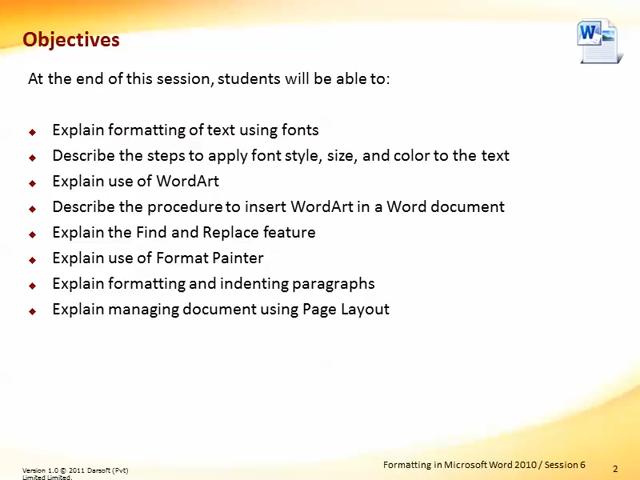 Objectives
At the end of this session, students will be able to:
Explain formatting of text using fonts
Describe the steps to apply font style, size, and color to the text
Explain use of WordArt
Describe the procedure to insert WordArt in a Word document
Explain the Find and Replace feature
Explain use of Format Painter
Explain formatting and indenting paragraphs
Explain managing document using Page Layout
Version 1.0 © 2011 Darsoft (Pvt)
Limited Limited.
Formatting in Microsoft Word 2010 / Session 6
2
W